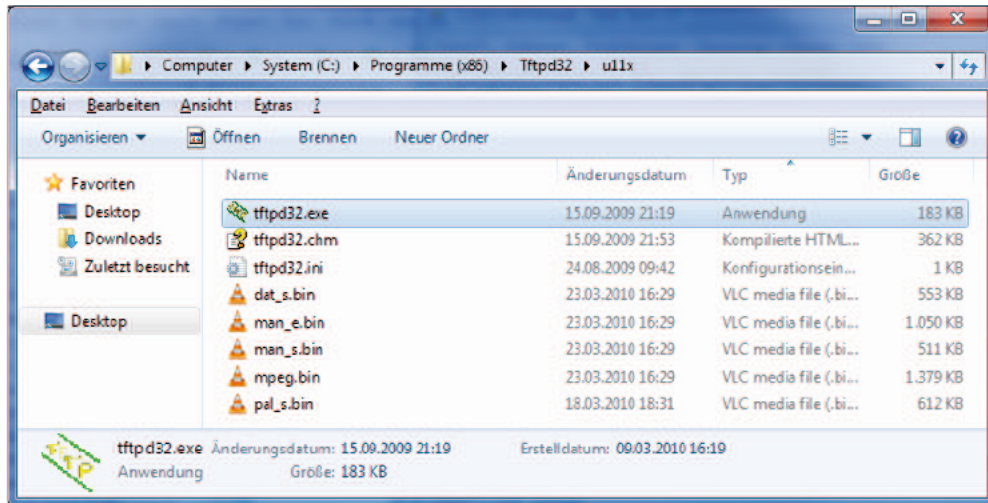 Computer ▸ System (C:) ▸ Programme (x86) ▸ Tftpd32 ▸ u11x
Datei Bearbeiten Ansicht Extras ?
Organisieren Öffnen Brennen Neuer Ordner
Name Änderungsdatum Typ Größe
Favoriten
Desktop
Downloads
Zuletzt besucht
Desktop
tftpd32.exe 15.09.2009 21:19 Anwendung 183 KB
tftpd32.chm 15.09.2009 21:53 Kompilierte HTML... 362 KB
tftpd32.ini 24.08.2009 09:42 Konfigurationsein... 1 KB
dat_s.bin 23.03.2010 16:29 VLC media file (.bi... 553 KB
man_e.bin 23.03.2010 16:29 VLC media file (.bi... 1.050 KB
man_s.bin 23.03.2010 16:29 VLC media file (.bi... 511 KB
mpeg.bin 23.03.2010 16:29 VLC media file (.bi... 1.379 KB
pal_s.bin 18.03.2010 18:31 VLC media file (.bi... 612 KB
TFTP
tftpd32.exe Änderungsdatum: 15.09.2009 21:19 Erstelldatum: 09.03.2010 16:19
Anwendung Größe: 183 KB